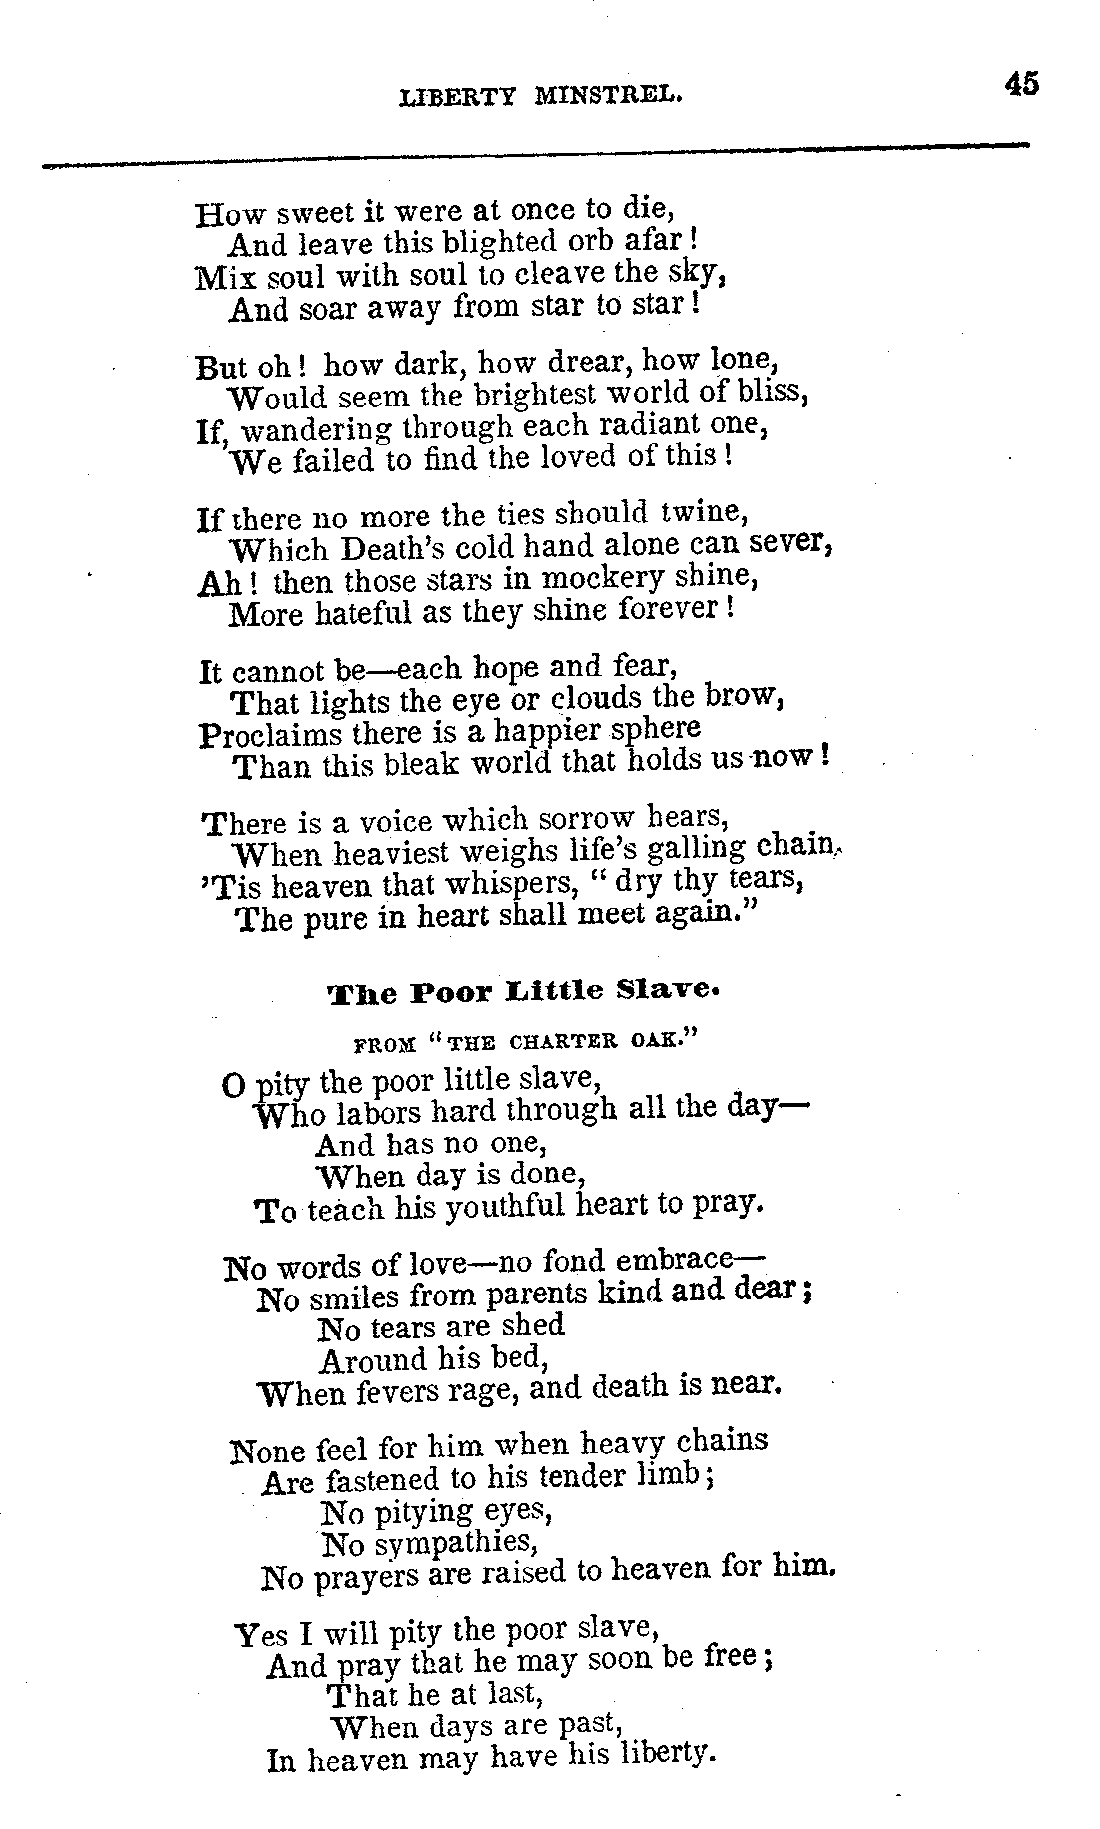 LIBERTY MINSTREL. 45
How sweet it were at once to die,
And leave this blighted orb afar!
Mix soul with soul to cleave the sky,
And soar away from star to star!
But oh! how dark, how drear, how lone,
Would seem the brightest world of bliss,
If, wandering through each radiant one,
We failed to find the loved of this!
If there no more the ties should twine,
Which Death's cold hand alone can sever,
Ah! then those stars in mockery shine,
More hateful as they shine forever!
It cannot be—each hope and fear,
That lights the eye or clouds the brow,
Proclaims there is a happier sphere
Than this bleak world that holds us now!
There is a voice which sorrow hears,
When heaviest weighs life's galling chain,
'Tis heaven that whispers, "dry thy tears,
The pure in heart shall meet again."
The Poor Little Slave.
FROM "THE CHARTER OAK."
O pity the poor little slave,
Who labors hard through all the day—
And has no one,
When day is done,
To teach his youthful heart to pray.
No words of love—no fond embrace—
No smiles from parents kind and dear;
No tears are shed
Around his bed,
When fevers rage, and death is near.
None feel for him when heavy chains
Are fastened to his tender limb;
No pitying eyes,
No sympathies,
No prayers are raised to heaven for him.
Yes I will pity the poor slave,
And pray that he may soon be free;
That he at last,
When days are past,
In heaven may have his liberty.